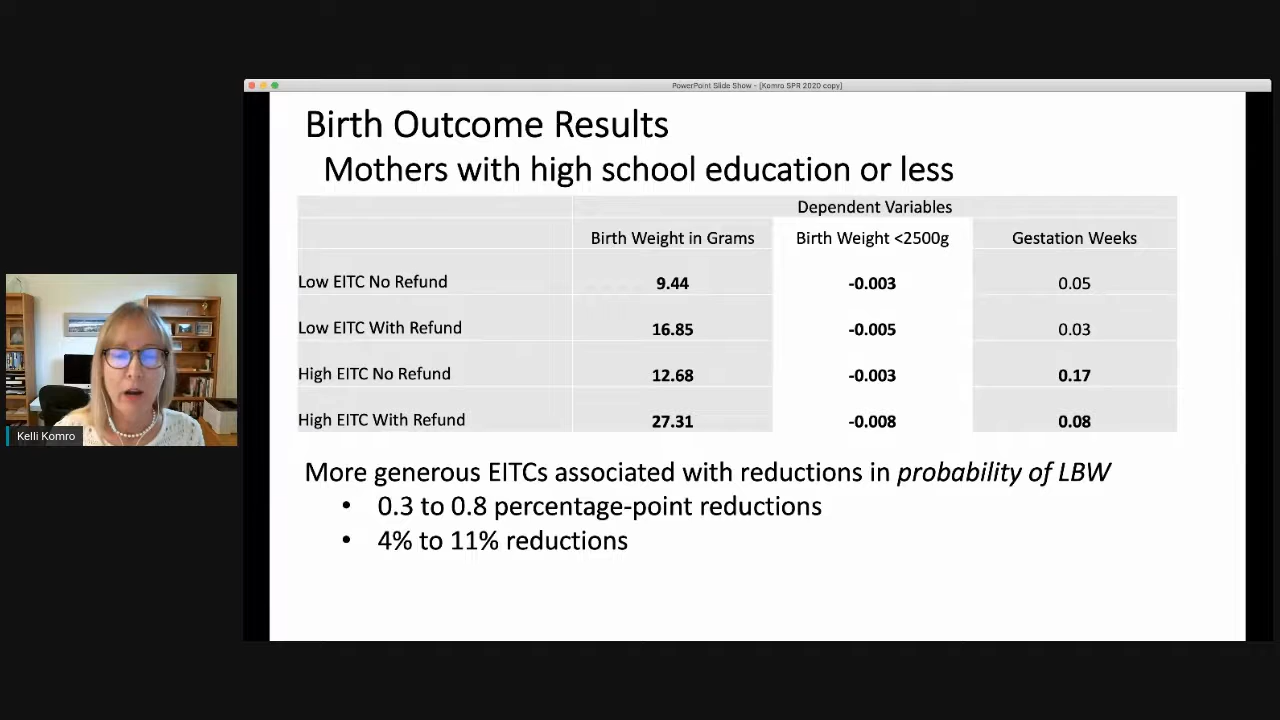 PowerPoint Slide Show - [Komro SPR 2020 copy]
Birth Outcome Results
Mothers with high school education or less
Dependent Variables
Birth Weight in Grams Birth Weight <2500g Gestation Weeks
Low EITC No Refund 9.44 -0.003 0.05
Low EITC With Refund 16.85 -0.005 0.03
High EITC No Refund 12.68 -0.003 0.17
High EITC With Refund 27.31 -0.008 0.08
More generous EITCs associated with reductions in probability of LBW
• 0.3 to 0.8 percentage-point reductions
• 4% to 11% reductions
Kelli Komro